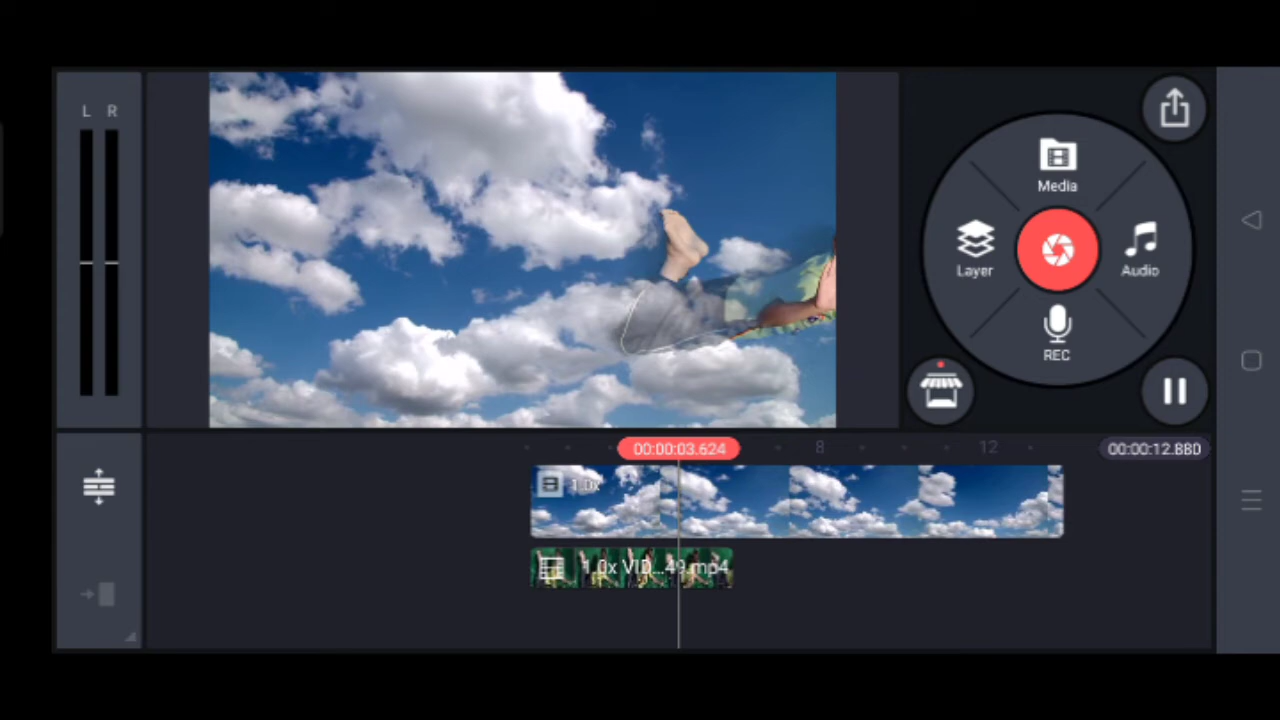 L R
Media
Layer
Audio
REC
00:00:03.624
8
12
00:00:12.880
1.0x
1.0x VID...49.mp4